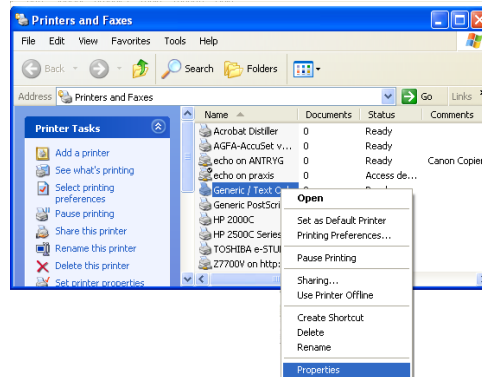 Printers and Faxes
File Edit View Favorites Tools Help
Back Search Folders
Address Printers and Faxes Go Links
Printer Tasks
Add a printer
See what's printing
Select printing
preferences
Pause printing
Share this printer
Rename this printer
Delete this printer
Set printer properties
Name Documents Status Comments
Acrobat Distiller 0 Ready
AGFA-AccuSet v... 0 Ready
echo on ANTRYG 0 Ready Canon Copier
echo on praxis 0 Access de...
Generic / Text 0
Generic PostScri
HP 2000C
HP 2500C Series
TOSHIBA e-STU
Z7700V on http:
Open
Set as Default Printer
Printing Preferences...
Pause Printing
Sharing...
Use Printer Offline
Create Shortcut
Delete
Rename
Properties